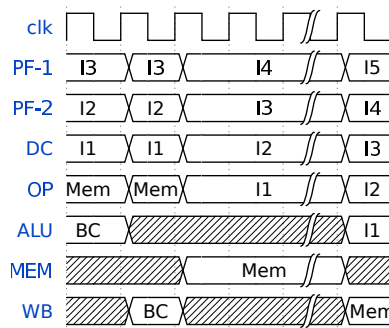 clk
PF-1 I3 I3 I4 I5
PF-2 I2 I2 I3 I4
DC I1 I1 I2 I3
OP Mem Mem I1 I2
ALU BC I1
MEM Mem
WB BC Mem